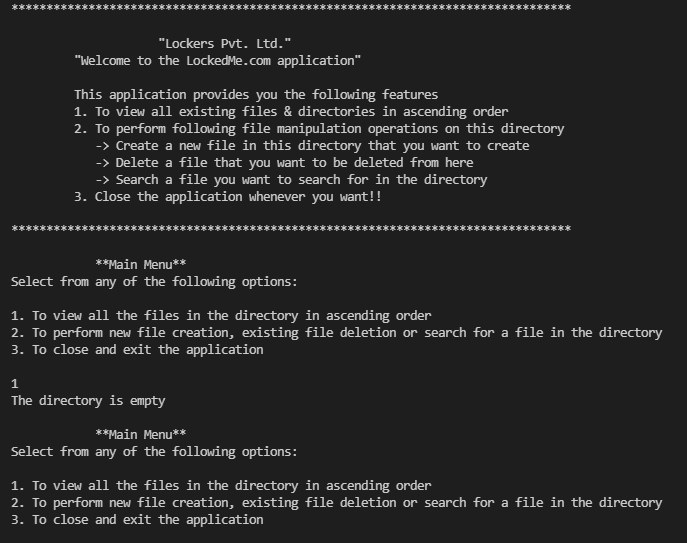 ********************************************************************************
"Lockers Pvt. Ltd."
"Welcome to the LockedMe.com application"
This application provides you the following features
1. To view all existing files & directories in ascending order
2. To perform following file manipulation operations on this directory
-> Create a new file in this directory that you want to create
-> Delete a file that you want to be deleted from here
-> Search a file you want to search for in the directory
3. Close the application whenever you want!!
********************************************************************************
**Main Menu**
Select from any of the following options:
1. To view all the files in the directory in ascending order
2. To perform new file creation, existing file deletion or search for a file in the directory
3. To close and exit the application
1
The directory is empty
**Main Menu**
Select from any of the following options:
1. To view all the files in the directory in ascending order
2. To perform new file creation, existing file deletion or search for a file in the directory
3. To close and exit the application